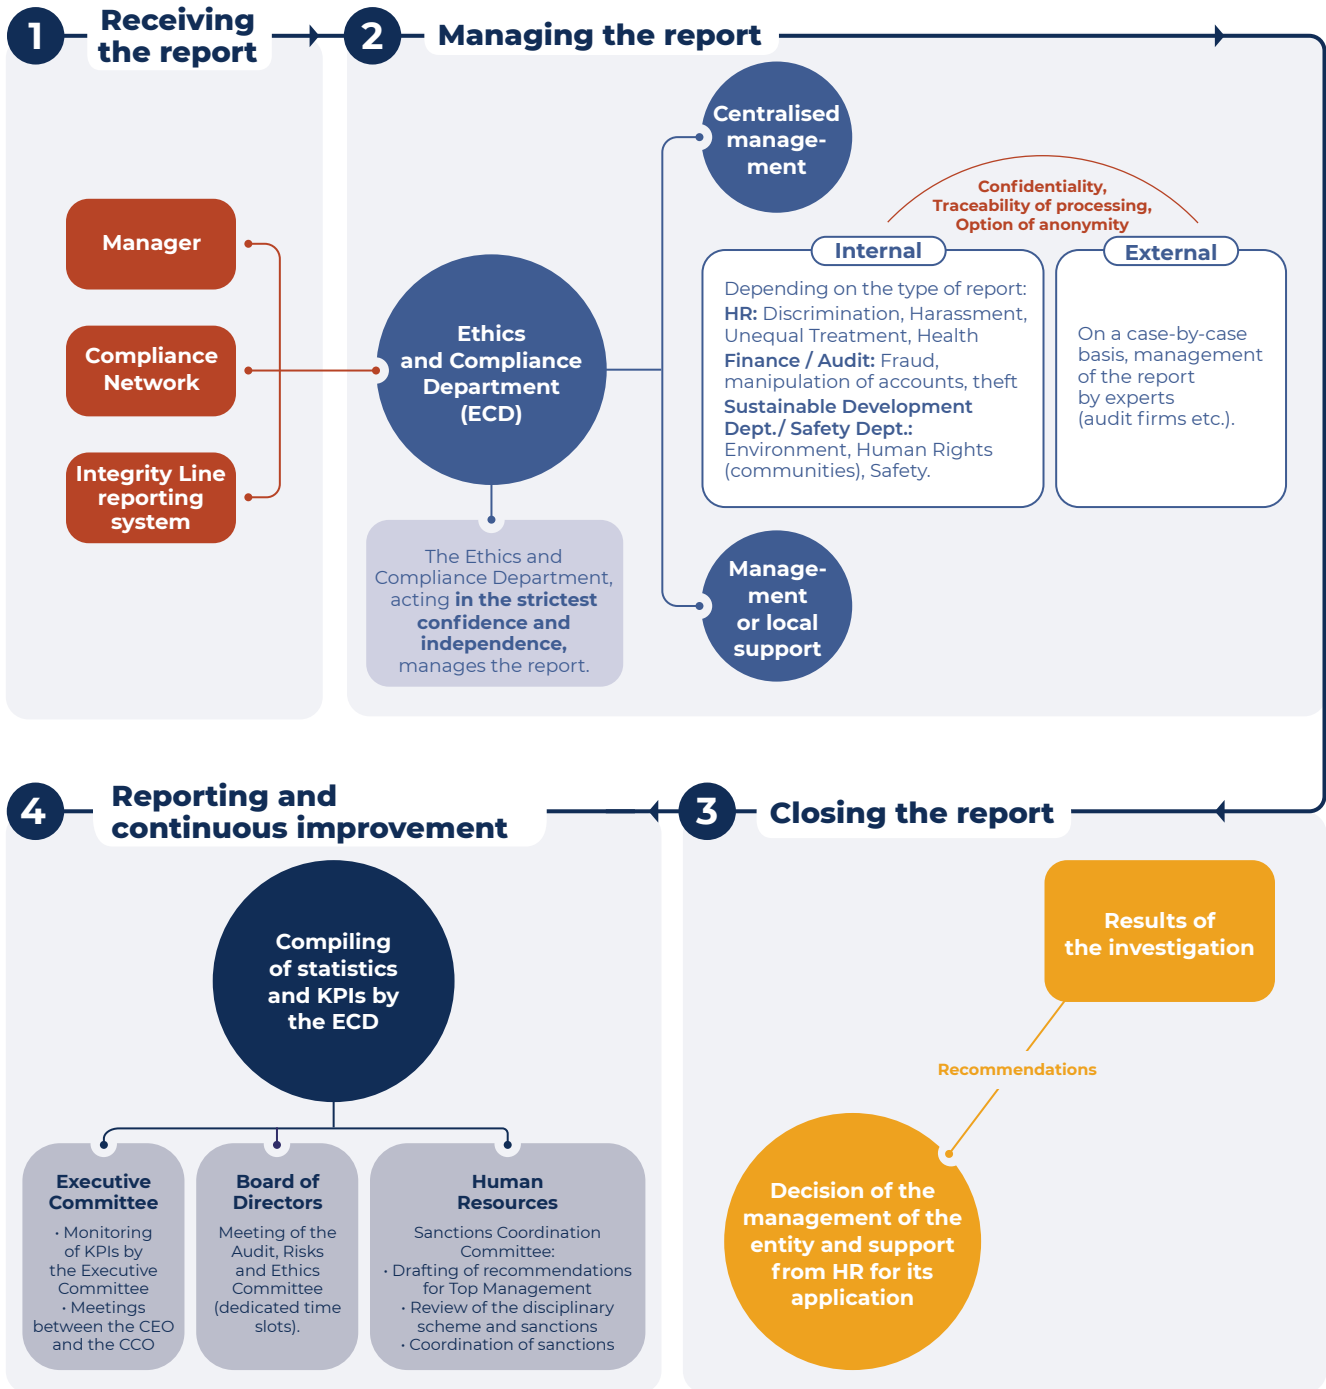 1
Receiving
the report
2
Managing the report
Manager
Compliance
Network
Integrity Line
reporting
system
Ethics
and Compliance
Department
(ECD)
The Ethics and
Compliance Department,
acting in the strictest
confidence and
independence,
manages the report.
Centralised
manage-
ment
Confidentiality,
Traceability of processing,
Option of anonymity
Internal
Depending on the type of report:
HR: Discrimination, Harassment,
Unequal Treatment, Health
Finance / Audit: Fraud,
manipulation of accounts, theft
Sustainable Development
Dept./ Safety Dept.:
Environment, Human Rights
(communities), Safety.
External
On a case-by-case
basis, management
of the report
by experts
(audit firms etc.).
Manage-
ment
or local
support
3
Closing the report
Results of
the investigation
Recommendations
Decision of the
management of the
entity and support
from HR for its
application
4
Reporting and
continuous improvement
Compiling
of statistics
and KPIs by
the ECD
Executive
Committee
• Monitoring
of KPIs by
the Executive
Committee
• Meetings
between the CEO
and the CCO
Board of
Directors
Meeting of the
Audit, Risks
and Ethics
Committee
(dedicated time
slots).
Human
Resources
Sanctions Coordination
Committee:
• Drafting of recommendations
for Top Management
• Review of the disciplinary
scheme and sanctions
• Coordination of sanctions